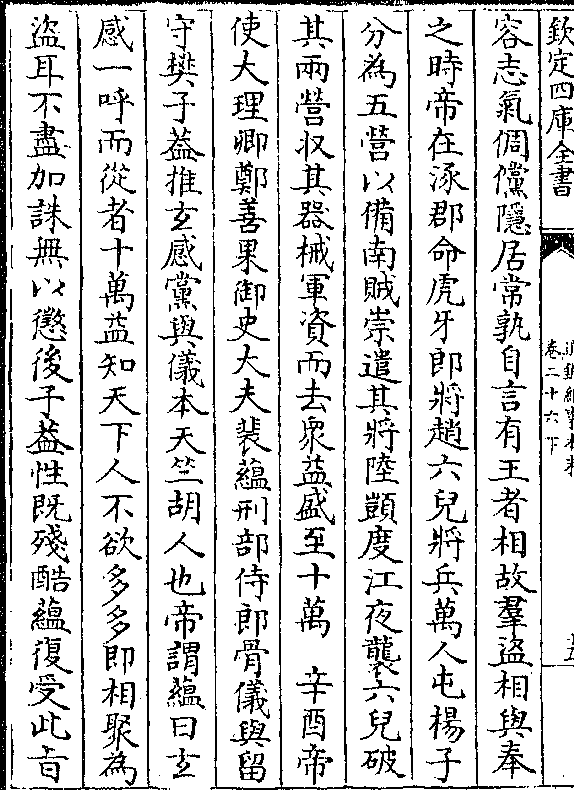 欽定四庫全書
卷二十六下
容志氣倜儻隱居常熟自言有王者相故羣盜相與奉
之時帝在涿郡命虎牙郎將趙六兒將兵萬人屯楊子
分為五營以備南賊崇遣其將陸顗度江夜襲六兒破
其兩營收其器械軍資而去衆益盛至十萬　辛酉帝
使大理卿鄭善果御史大夫裴蘊刑部侍郎骨儀與留
守樊子葢推𤣥感黨與儀本天竺胡人也帝謂蘊曰𤣥
感一呼而從者十萬益知天下人不欲多多即相聚為
盜耳不盡加誅無以懲後子葢性既殘酷蘊復受此㫖